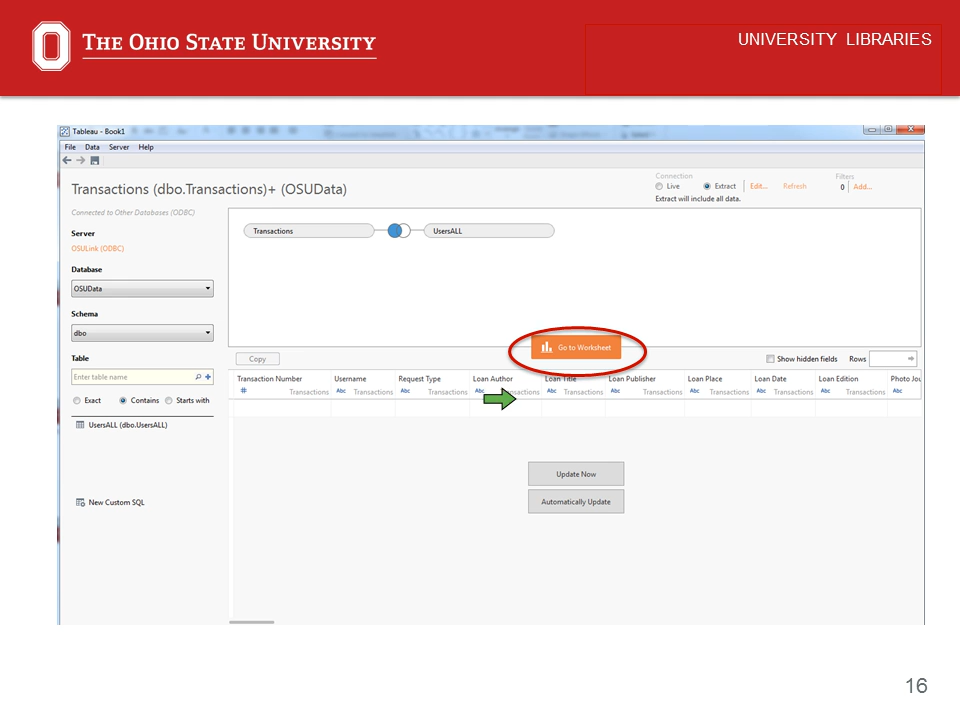 THE OHIO STATE UNIVERSITY
UNIVERSITY LIBRARIES
Tableau - Book1
File Data Server Help
Transactions (dbo.Transactions)+ (OSUData)
Connection
Live Extract Edit... Refresh
Extract will include all data.
Filters
0 Add...
Connected to Other Databases (ODBC)
Server
OSULink (ODBC)
Database
OSUData
Schema
dbo
Table
Enter table name
Exact Contains Starts with
UsersALL (dbo.UsersALL)
New Custom SQL
Transactions UsersALL
Go to Worksheet
Copy Show hidden fields Rows
Transaction Number Username Request Type Loan Author Loan Title Loan Publisher Loan Place Loan Date Loan Edition Photo Jou
# Transactions Abc Transactions Abc Transactions Abc Transactions Abc Transactions Abc Transactions Abc Transactions Abc Transactions Abc Transactions Abc
Update Now
Automatically Update
16